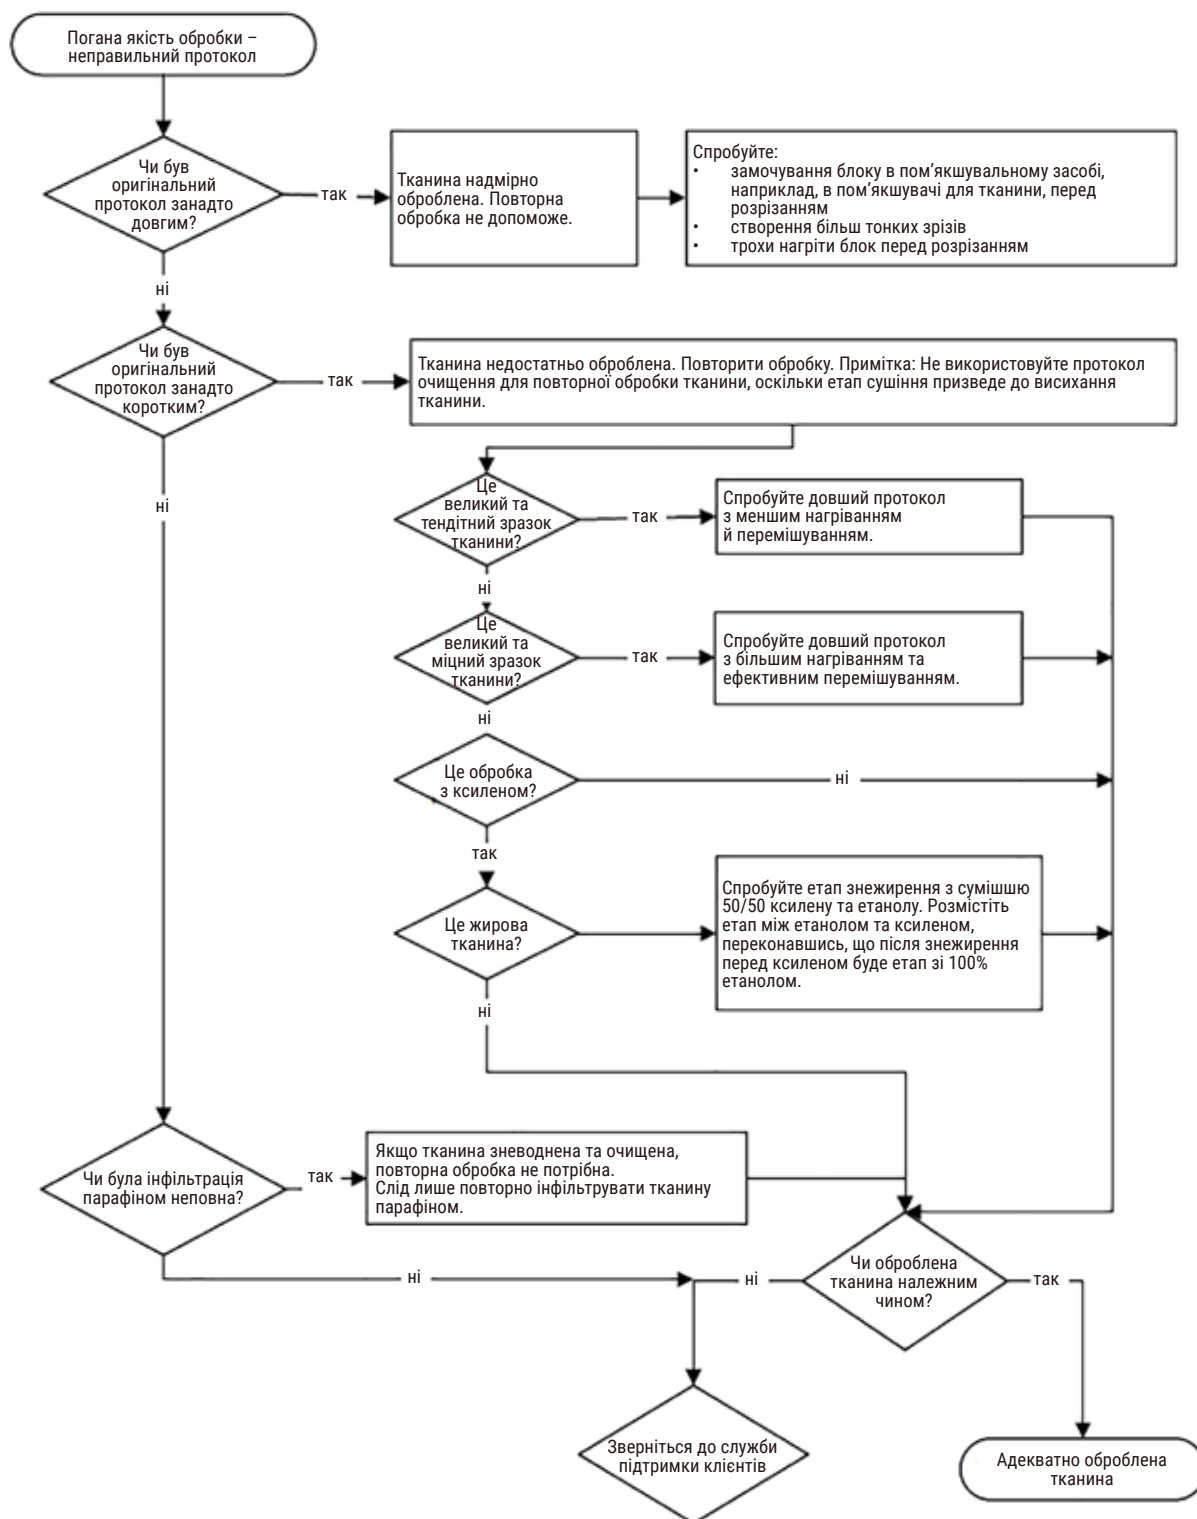 Погана якість обробки –
неправильний протокол
Чи був
оригінальний
протокол занадто
довгим?
так
Тканина надмірно
оброблена. Повторна
обробка не допоможе.
Спробуйте:
• замочування блоку в пом’якшувальному засобі,
наприклад, в пом’якшувачі для тканини, перед
розрізанням
• створення більш тонких зрізів
• трохи нагріти блок перед розрізанням
ні
Чи був
оригінальний
протокол занадто
коротким?
так
Тканина недостатньо оброблена. Повторити обробку. Примітка: Не використовуйте протокол
очищення для повторної обробки тканини, оскільки етап сушіння призведе до висихання
тканини.
ні
Це
великий та
тендітний зразок
тканини?
так
Спробуйте довший протокол
з меншим нагріванням
й перемішуванням.
ні
Це
великий та
міцний зразок
тканини?
так
Спробуйте довший протокол
з більшим нагріванням та
ефективним перемішуванням.
ні
Це обробка
з ксиленом?
ні
так
Це жирова
тканина?
Спробуйте етап знежирення з сумішшю
50/50 ксилену та етанолу. Розмістіть
етап між етанолом та ксиленом,
переконавшись, що після знежирення
перед ксиленом буде етап зі 100%
етанолом.
ні
Чи була інфільтрація
парафіном неповна?
так
Якщо тканина зневоднена та очищена,
повторна обробка не потрібна.
Слід лише повторно інфільтрувати тканину
парафіном.
ні
Чи оброблена
тканина належним
чином?
ні
так
Зверніться до служби
підтримки клієнтів
Адекватно оброблена
тканина